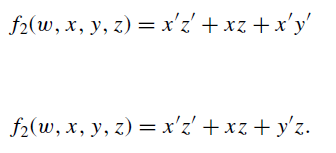 f₂(w, x, y, z) = x′z′ + xz + x′y′
f₂(w, x, y, z) = x′z′ + xz + y′z.